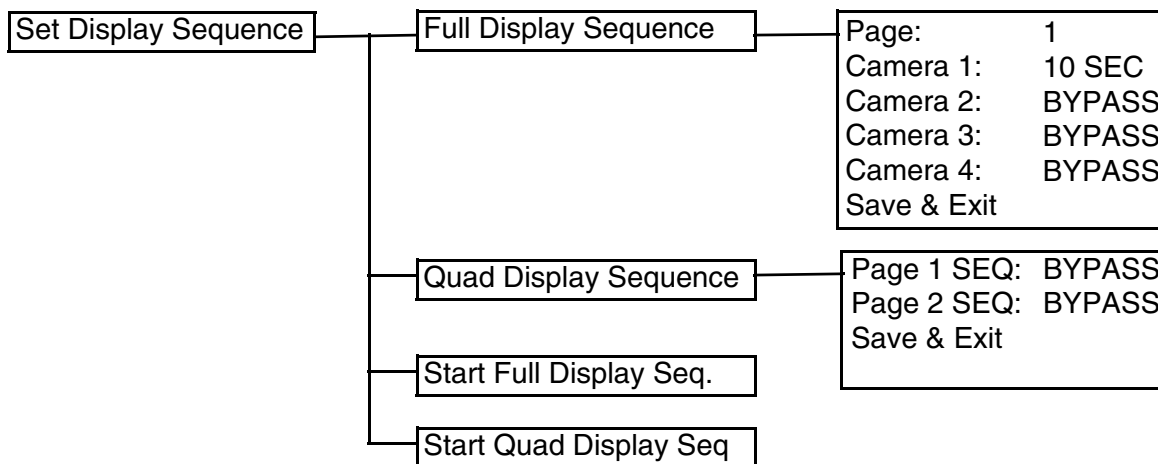 Set Display Sequence
Full Display Sequence
Page: 1
Camera 1: 10 SEC
Camera 2: BYPASS
Camera 3: BYPASS
Camera 4: BYPASS
Save & Exit
Quad Display Sequence
Page 1 SEQ: BYPASS
Page 2 SEQ: BYPASS
Save & Exit
Start Full Display Seq.
Start Quad Display Seq